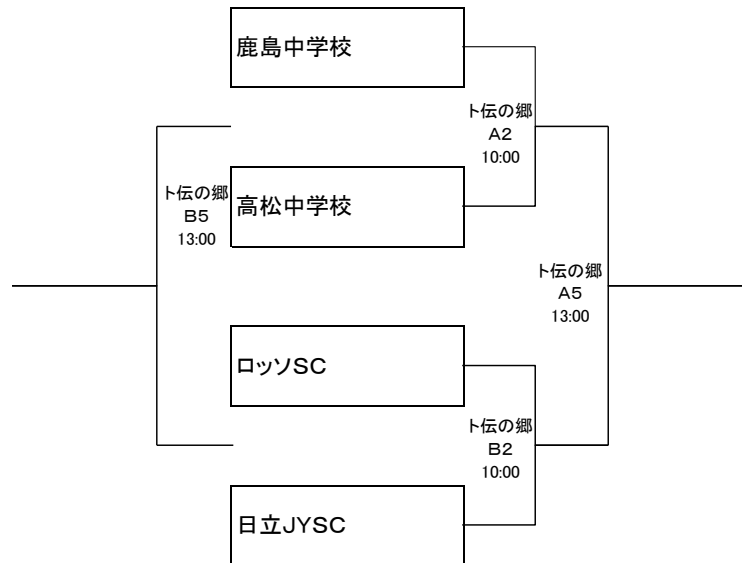 鹿島中学校
ト伝の郷
A2
10:00
ト伝の郷
B5
13:00
高松中学校
ト伝の郷
A5
13:00
ロッソSC
ト伝の郷
B2
10:00
日立JYSC